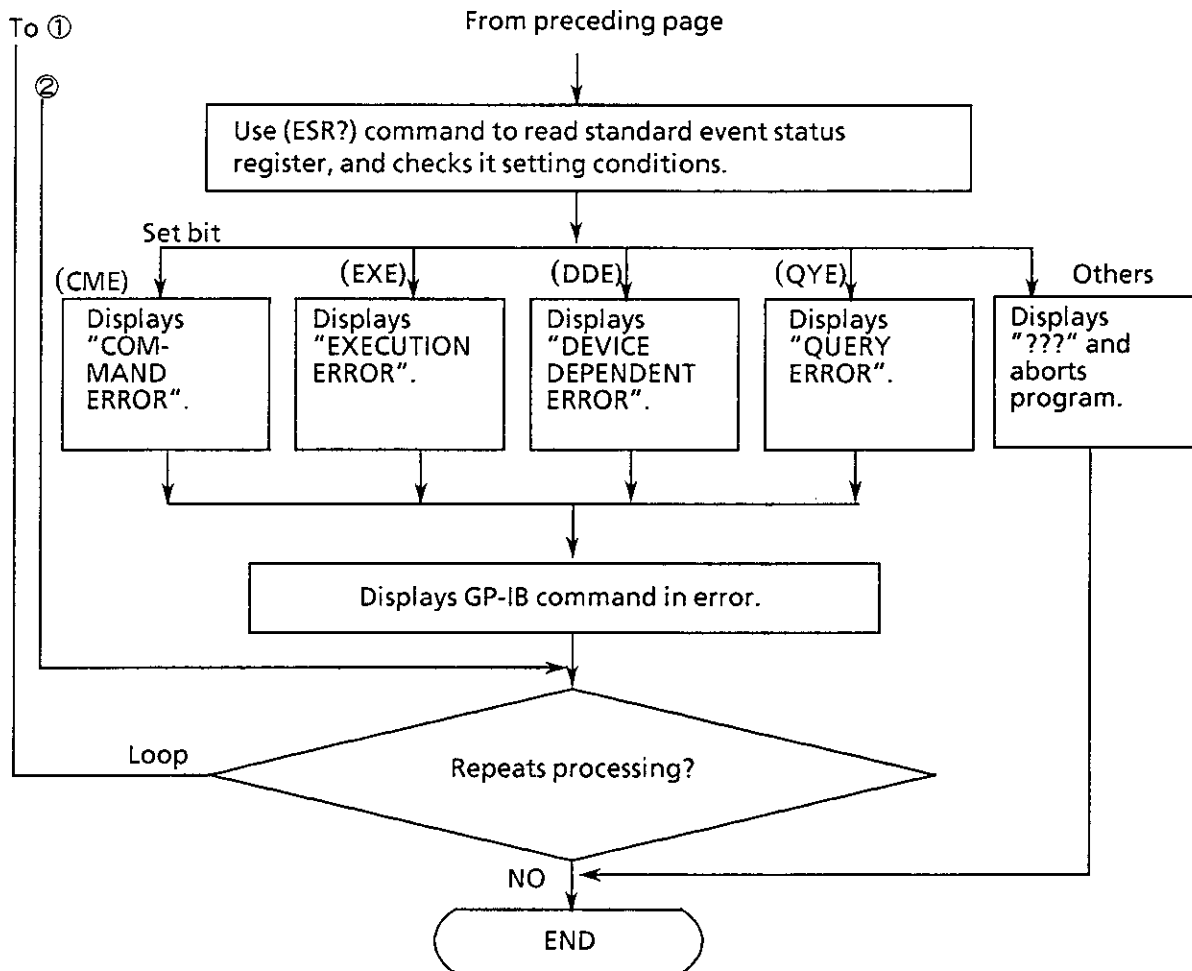 To ①
From preceding page
②
Use (ESR?) command to read standard event status
register, and checks it setting conditions.
Set bit
(CME)
(EXE)
(DDE)
(QYE)
Others
Displays
"COM-
MAND
ERROR".
Displays
"EXECUTION
ERROR".
Displays
"DEVICE
DEPENDENT
ERROR".
Displays
"QUERY
ERROR".
Displays
"???" and
aborts
program.
Displays GP-IB command in error.
Loop
Repeats processing?
NO
END